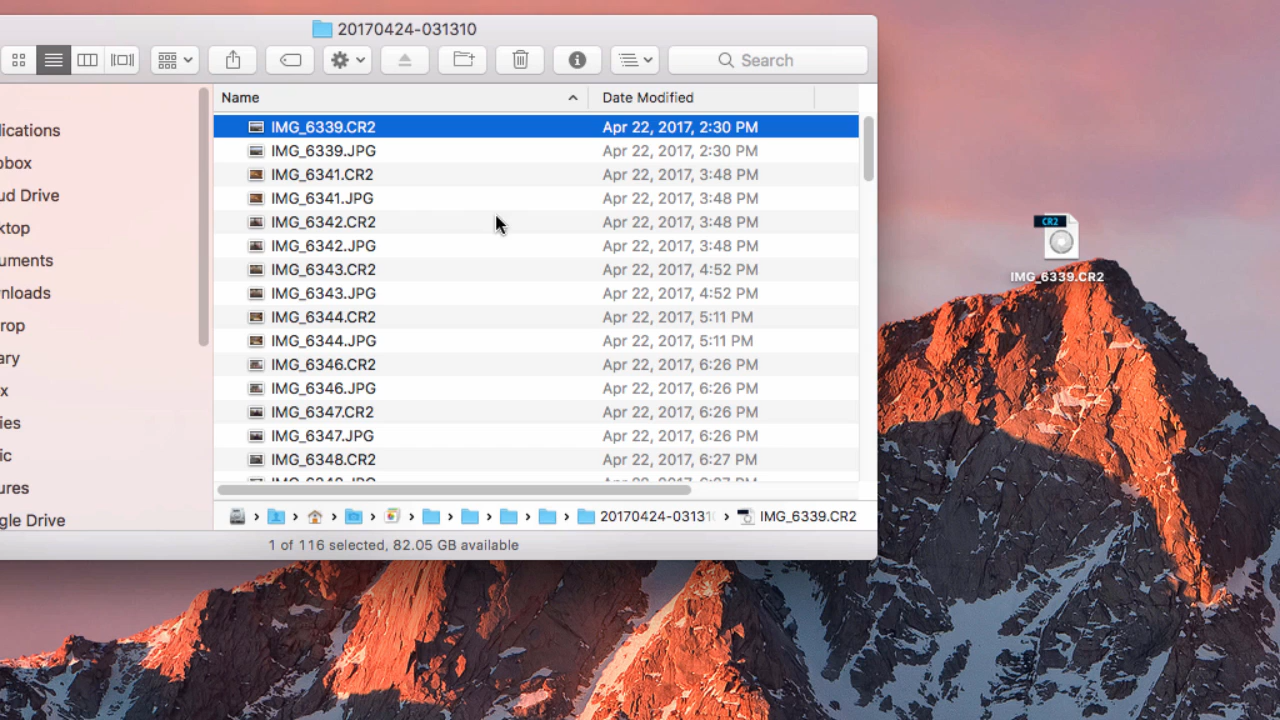 20170424-031310
Search
Name
Date Modified
lications
IMG_6339.CR2 Apr 22, 2017, 2:30 PM
IMG_6339.JPG Apr 22, 2017, 2:30 PM
pbox
IMG_6341.CR2 Apr 22, 2017, 3:48 PM
ud Drive
IMG_6341.JPG Apr 22, 2017, 3:48 PM
ktop
IMG_6342.CR2 Apr 22, 2017, 3:48 PM
IMG_6342.JPG Apr 22, 2017, 3:48 PM
uments
IMG_6343.CR2 Apr 22, 2017, 4:52 PM
nloads
IMG_6343.JPG Apr 22, 2017, 4:52 PM
rop
IMG_6344.CR2 Apr 22, 2017, 5:11 PM
IMG_6344.JPG Apr 22, 2017, 5:11 PM
ary
IMG_6346.CR2 Apr 22, 2017, 6:26 PM
x
IMG_6346.JPG Apr 22, 2017, 6:26 PM
ies
IMG_6347.CR2 Apr 22, 2017, 6:26 PM
IMG_6347.JPG Apr 22, 2017, 6:26 PM
ic
IMG_6348.CR2 Apr 22, 2017, 6:27 PM
ures
gle Drive
20170424-03131
IMG_6339.CR2
1 of 116 selected, 82.05 GB available
CR2
IMG_6339.CR2